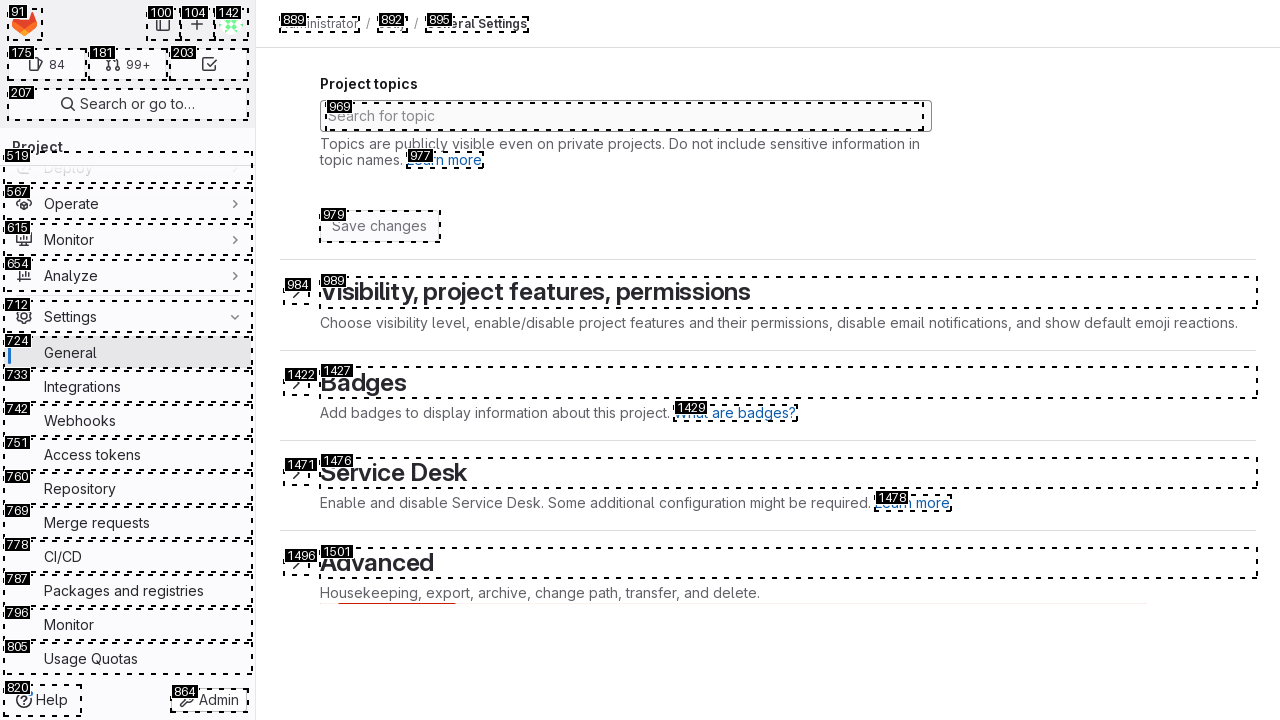 91
100
104
142
175
84
181
99+
203
207
Search or go to…
Project
519
Deploy
567
Operate
615
Monitor
654
Analyze
712
Settings
724
General
733
Integrations
742
Webhooks
751
Access tokens
760
Repository
769
Merge requests
778
CI/CD
787
Packages and registries
796
Monitor
805
Usage Quotas
820
Help
864
Admin
889
892
895
Administrator / / General Settings
Project topics
969
Search for topic
Topics are publicly visible even on private projects. Do not include sensitive information in
topic names. Learn more.
977
979
Save changes
984
989
Visibility, project features, permissions
Choose visibility level, enable/disable project features and their permissions, disable email notifications, and show default emoji reactions.
1422
1427
Badges
Add badges to display information about this project. What are badges?
1429
1471
1476
Service Desk
Enable and disable Service Desk. Some additional configuration might be required. Learn more.
1478
1496
1501
Advanced
Housekeeping, export, archive, change path, transfer, and delete.